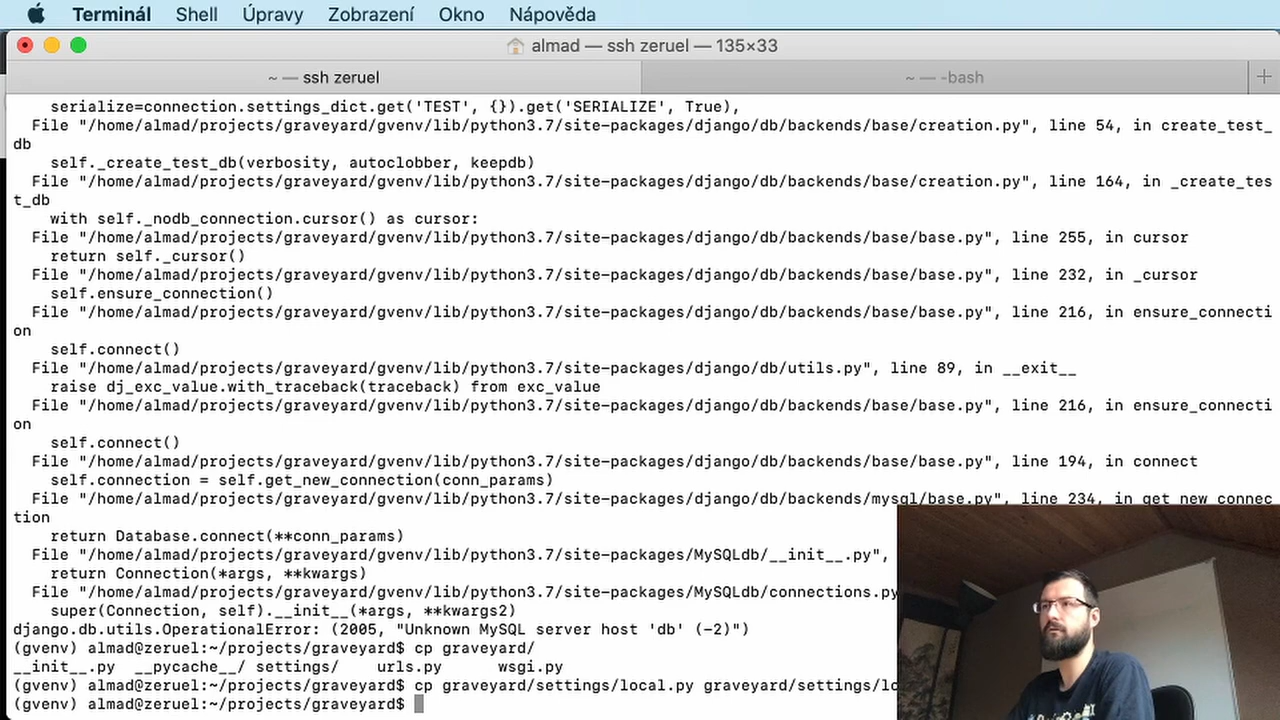 Terminál Shell Úpravy Zobrazení Okno Nápověda
almad — ssh zeruel — 135×33
~ — ssh zeruel
~ — -bash
serialize=connection.settings_dict.get('TEST', {}).get('SERIALIZE', True),
File "/home/almad/projects/graveyard/gvenv/lib/python3.7/site-packages/django/db/backends/base/creation.py", line 54, in create_test_
db
self._create_test_db(verbosity, autoclobber, keepdb)
File "/home/almad/projects/graveyard/gvenv/lib/python3.7/site-packages/django/db/backends/base/creation.py", line 164, in _create_tes
t_db
with self._nodb_connection.cursor() as cursor:
File "/home/almad/projects/graveyard/gvenv/lib/python3.7/site-packages/django/db/backends/base/base.py", line 255, in cursor
return self._cursor()
File "/home/almad/projects/graveyard/gvenv/lib/python3.7/site-packages/django/db/backends/base/base.py", line 232, in _cursor
self.ensure_connection()
File "/home/almad/projects/graveyard/gvenv/lib/python3.7/site-packages/django/db/backends/base/base.py", line 216, in ensure_connecti
on
self.connect()
File "/home/almad/projects/graveyard/gvenv/lib/python3.7/site-packages/django/db/utils.py", line 89, in __exit__
raise dj_exc_value.with_traceback(traceback) from exc_value
File "/home/almad/projects/graveyard/gvenv/lib/python3.7/site-packages/django/db/backends/base/base.py", line 216, in ensure_connecti
on
self.connect()
File "/home/almad/projects/graveyard/gvenv/lib/python3.7/site-packages/django/db/backends/base/base.py", line 194, in connect
self.connection = self.get_new_connection(conn_params)
File "/home/almad/projects/graveyard/gvenv/lib/python3.7/site-packages/django/db/backends/mysql/base.py", line 234, in get_new_connec
tion
return Database.connect(**conn_params)
File "/home/almad/projects/graveyard/gvenv/lib/python3.7/site-packages/MySQLdb/__init__.py",
return Connection(*args, **kwargs)
File "/home/almad/projects/graveyard/gvenv/lib/python3.7/site-packages/MySQLdb/connections.py
super(Connection, self).__init__(*args, **kwargs2)
django.db.utils.OperationalError: (2005, "Unknown MySQL server host 'db' (-2)")
(gvenv) almad@zeruel:~/projects/graveyard$ cp graveyard/
__init__.py __pycache__/ settings/ urls.py wsgi.py
(gvenv) almad@zeruel:~/projects/graveyard$ cp graveyard/settings/local.py graveyard/settings/lo
(gvenv) almad@zeruel:~/projects/graveyard$